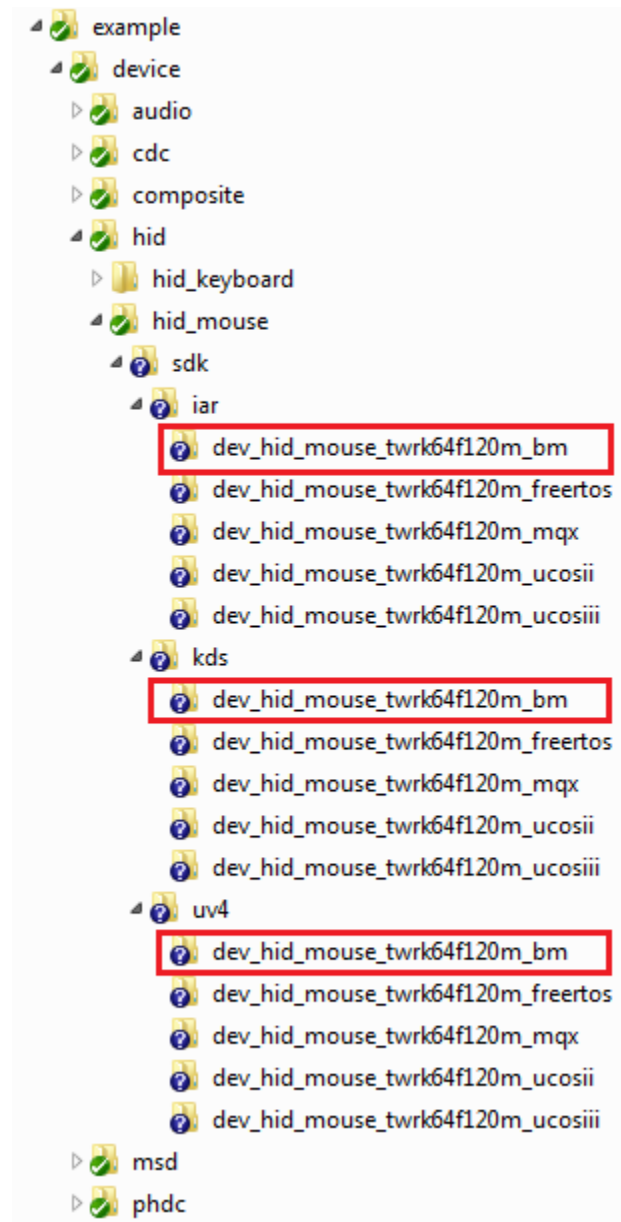 example
device
audio
cdc
composite
hid
hid_keyboard
hid_mouse
sdk
iar
dev_hid_mouse_twrk64f120m_bm
dev_hid_mouse_twrk64f120m_freertos
dev_hid_mouse_twrk64f120m_mqx
dev_hid_mouse_twrk64f120m_ucosii
dev_hid_mouse_twrk64f120m_ucosiii
kds
dev_hid_mouse_twrk64f120m_bm
dev_hid_mouse_twrk64f120m_freertos
dev_hid_mouse_twrk64f120m_mqx
dev_hid_mouse_twrk64f120m_ucosii
dev_hid_mouse_twrk64f120m_ucosiii
uv4
dev_hid_mouse_twrk64f120m_bm
dev_hid_mouse_twrk64f120m_freertos
dev_hid_mouse_twrk64f120m_mqx
dev_hid_mouse_twrk64f120m_ucosii
dev_hid_mouse_twrk64f120m_ucosiii
msd
phdc